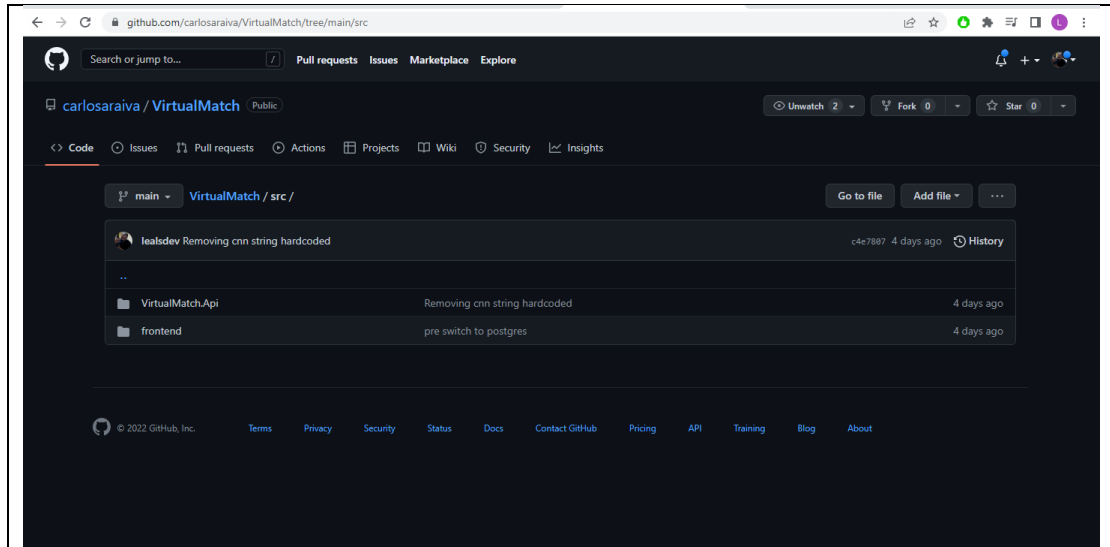 github.com/carlosaraiva/VirtualMatch/tree/main/src
L
Search or jump to... / Pull requests Issues Marketplace Explore
carlosaraiva / VirtualMatch Public Unwatch 2 Fork 0 Star 0
Code Issues Pull requests Actions Projects Wiki Security Insights
main VirtualMatch / src / Go to file Add file ...
lealsdev Removing cnn string hardcoded c4e7807 4 days ago History
..
VirtualMatch.Api Removing cnn string hardcoded 4 days ago
frontend pre switch to postgres 4 days ago
© 2022 GitHub, Inc. Terms Privacy Security Status Docs Contact GitHub Pricing API Training Blog About